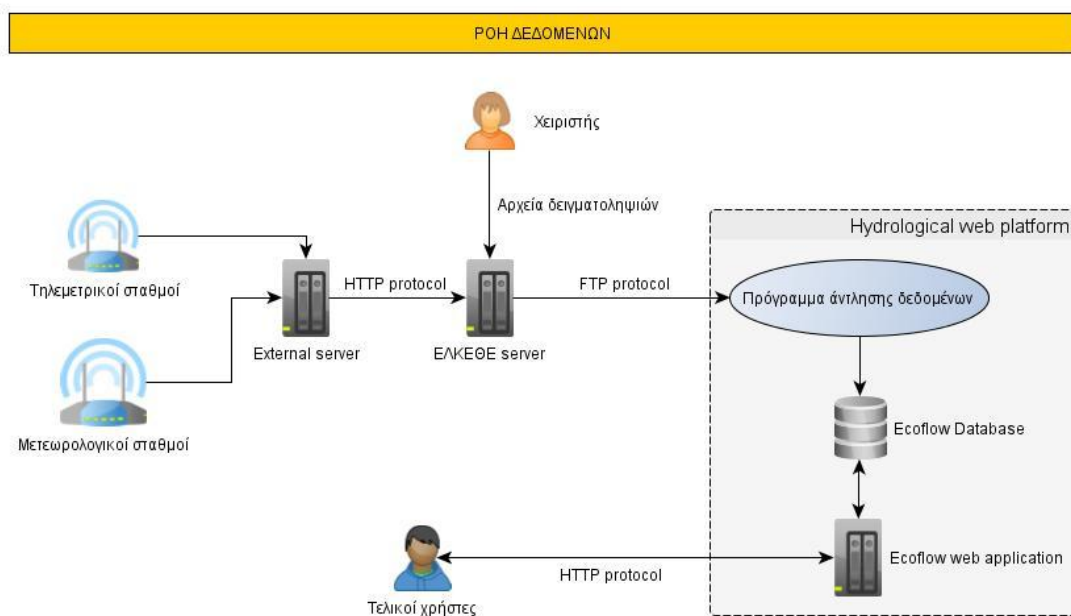 ΡΟΗ ΔΕΔΟΜΕΝΩΝ
Χειριστής
Αρχεία δειγματοληψιών
Hydrological web platform
Τηλεμετρικοί σταθμοί
HTTP protocol
FTP protocol
Πρόγραμμα άντλησης δεδομένων
External server
ΕΛΚΕΘΕ server
Μετεωρολογικοί σταθμοί
Ecoflow Database
Ecoflow web application
HTTP protocol
Τελικοί χρήστες